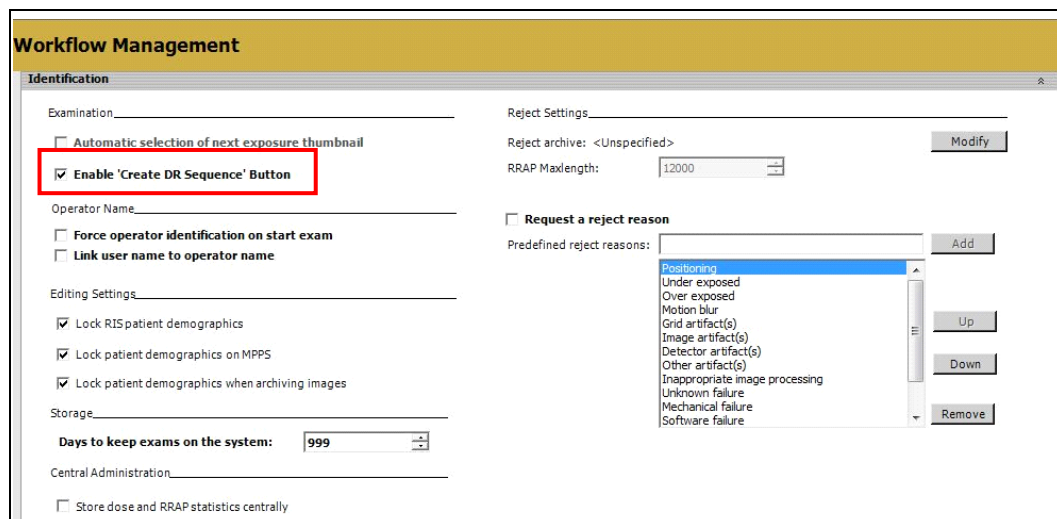 Workflow Management
Identification
Examination
Automatic selection of next exposure thumbnail
Enable 'Create DR Sequence' Button
Operator Name
Force operator identification on start exam
Link user name to operator name
Editing Settings
Lock RIS patient demographics
Lock patient demographics on MPPS
Lock patient demographics when archiving images
Storage
Days to keep exams on the system: 999
Central Administration
Store dose and RRAP statistics centrally
Reject Settings
Reject archive: <Unspecified> Modify
RRAP Maxlength: 12000
Request a reject reason
Predefined reject reasons: Add
Positioning
Under exposed
Over exposed
Motion blur
Grid artifact(s)
Image artifact(s)
Detector artifact(s)
Other artifact(s)
Inappropriate image processing
Unknown failure
Mechanical failure
Software failure
Up
Down
Remove